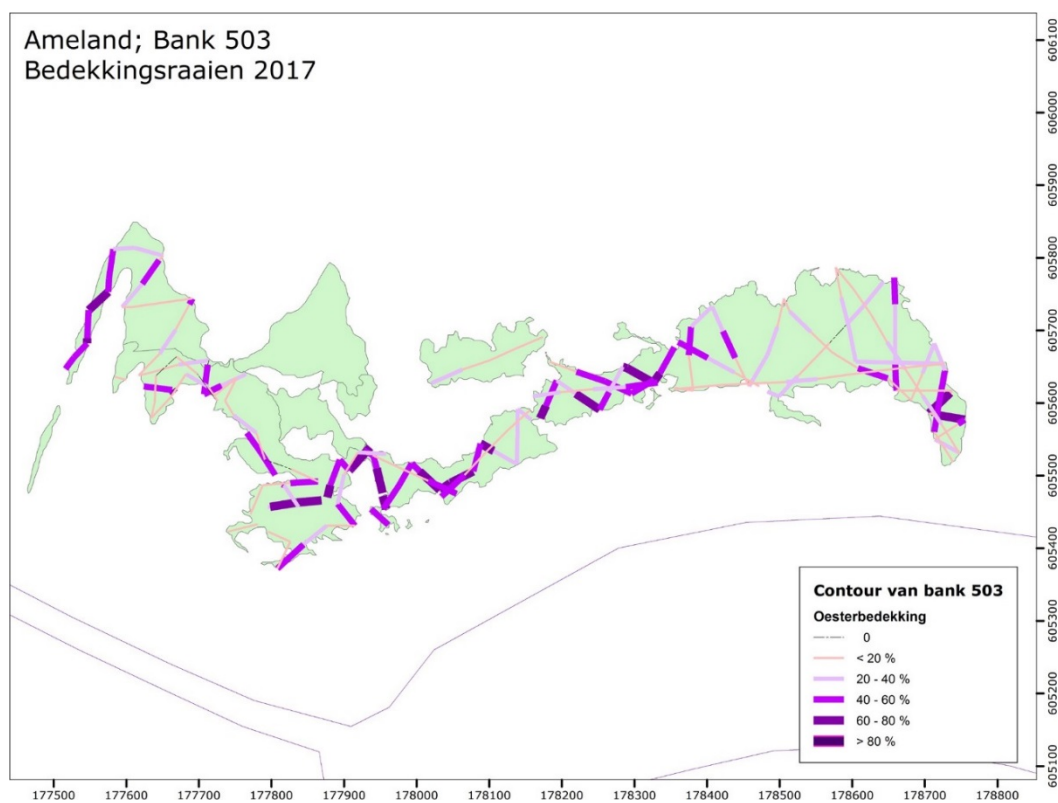 Ameland; Bank 503
Bedekkingsraaien 2017
606100
606000
605900
605800
605700
605600
605500
605400
605300
605200
605100
Contour van bank 503
Oesterbedekking
0
< 20 %
20 - 40 %
40 - 60 %
60 - 80 %
> 80 %
177500 177600 177700 177800 177900 178000 178100 178200 178300 178400 178500 178600 178700 178800